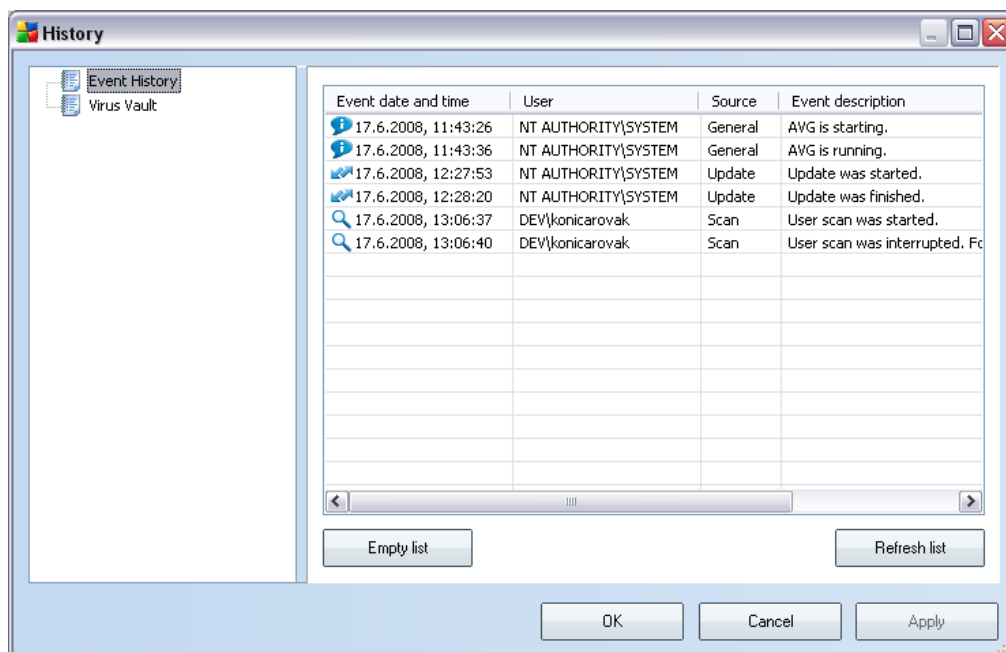 History
Event History
Virus Vault
Event date and time User Source Event description
17.6.2008, 11:43:26 NT AUTHORITY\SYSTEM General AVG is starting.
17.6.2008, 11:43:36 NT AUTHORITY\SYSTEM General AVG is running.
17.6.2008, 12:27:53 NT AUTHORITY\SYSTEM Update Update was started.
17.6.2008, 12:28:20 NT AUTHORITY\SYSTEM Update Update was finished.
17.6.2008, 13:06:37 DEV\konicarovak Scan User scan was started.
17.6.2008, 13:06:40 DEV\konicarovak Scan User scan was interrupted. Fo
Empty list Refresh list
OK Cancel Apply